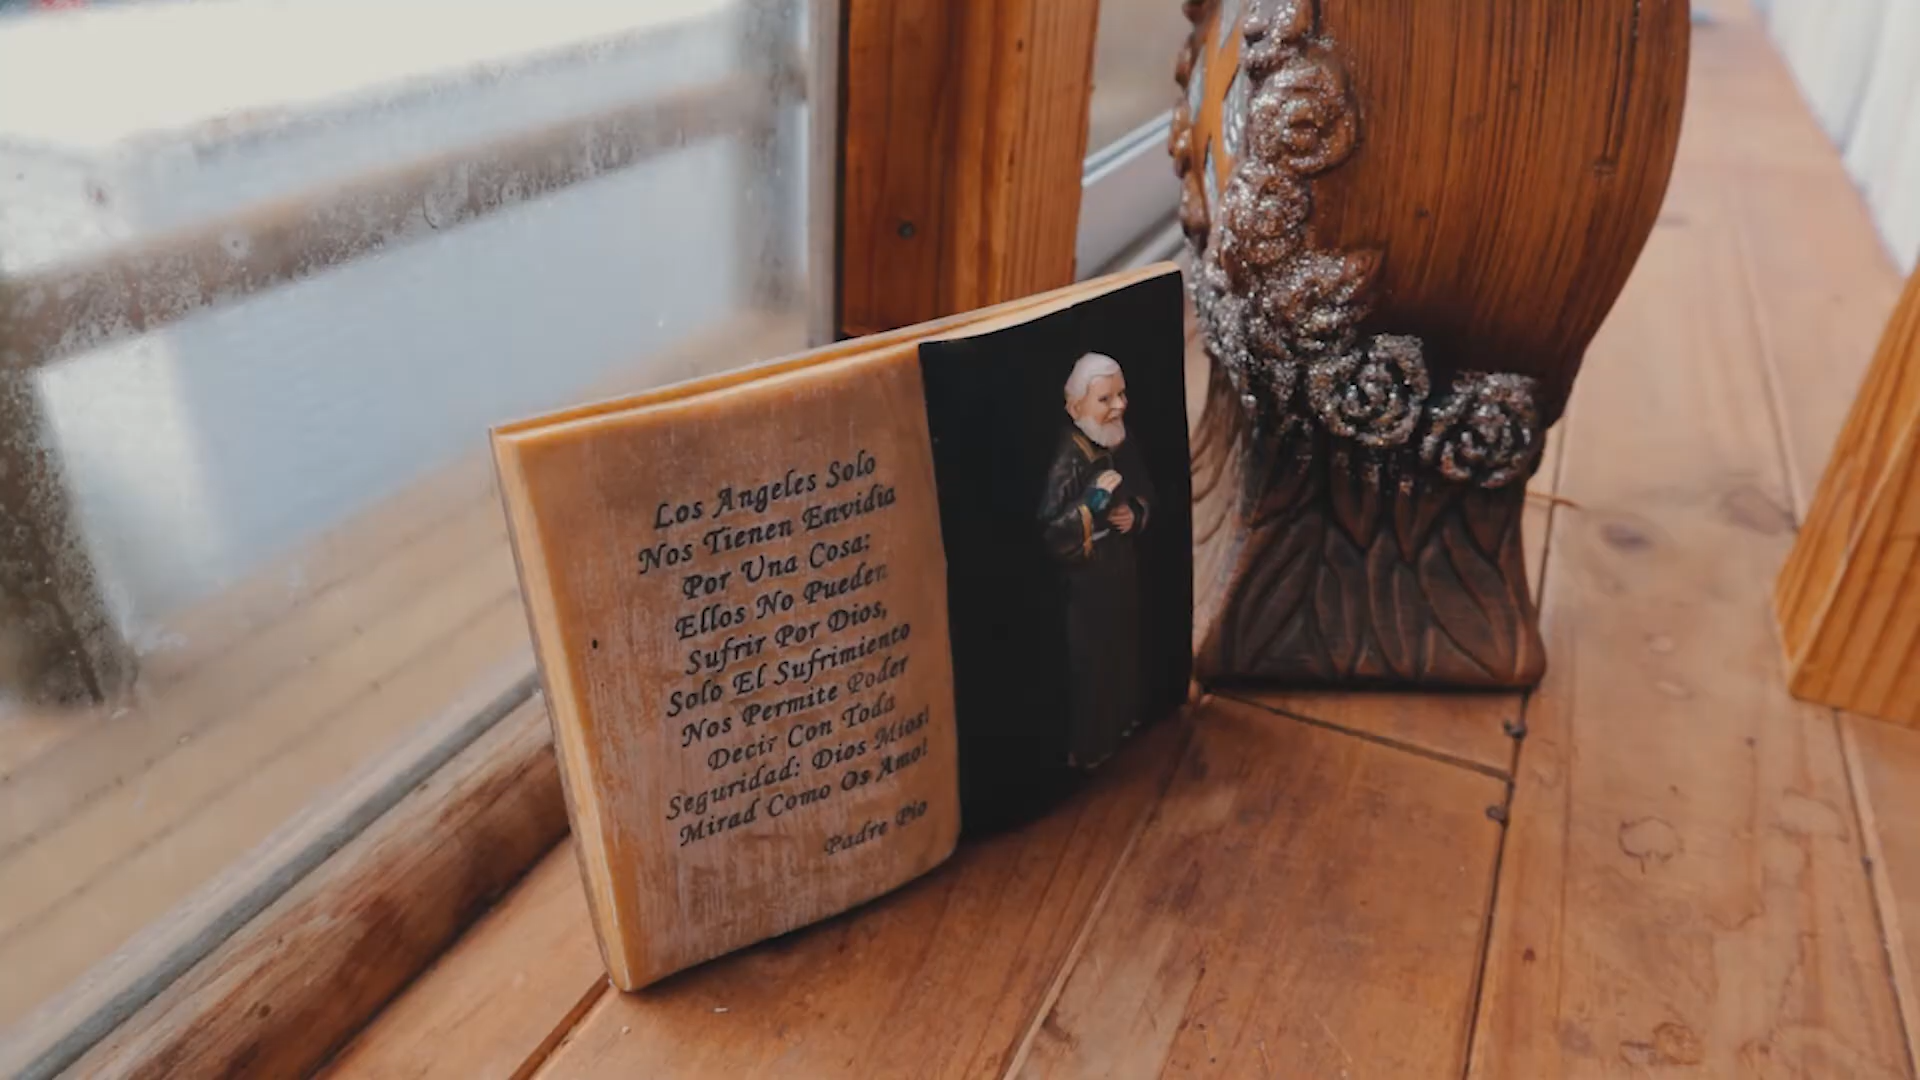 Los Angeles Solo
Nos Tienen Envidia
Por Una Cosa:
Ellos No Pueden
Sufrir Por Dios,
Solo El Sufrimiento
Nos Permite Poder
Decir Con Toda
Seguridad: Dios Mios!
Mirad Como Os Amo!
Padre Pio